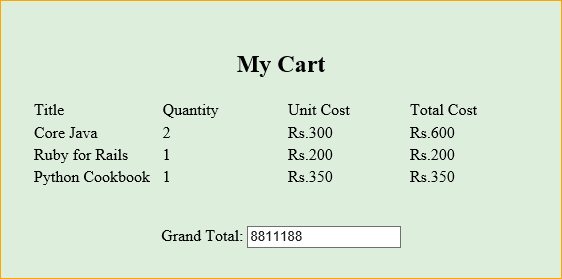 My Cart
Title Quantity Unit Cost Total Cost
Core Java 2 Rs.300 Rs.600
Ruby for Rails 1 Rs.200 Rs.200
Python Cookbook 1 Rs.350 Rs.350
Grand Total: 8811188